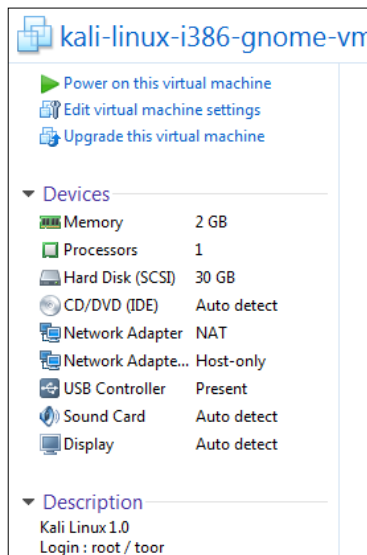 kali-linux-i386-gnome-vm
Power on this virtual machine
Edit virtual machine settings
Upgrade this virtual machine
Devices
Memory 2 GB
Processors 1
Hard Disk (SCSI) 30 GB
CD/DVD (IDE) Auto detect
Network Adapter NAT
Network Adapte... Host-only
USB Controller Present
Sound Card Auto detect
Display Auto detect
Description
Kali Linux 1.0
Login : root / toor